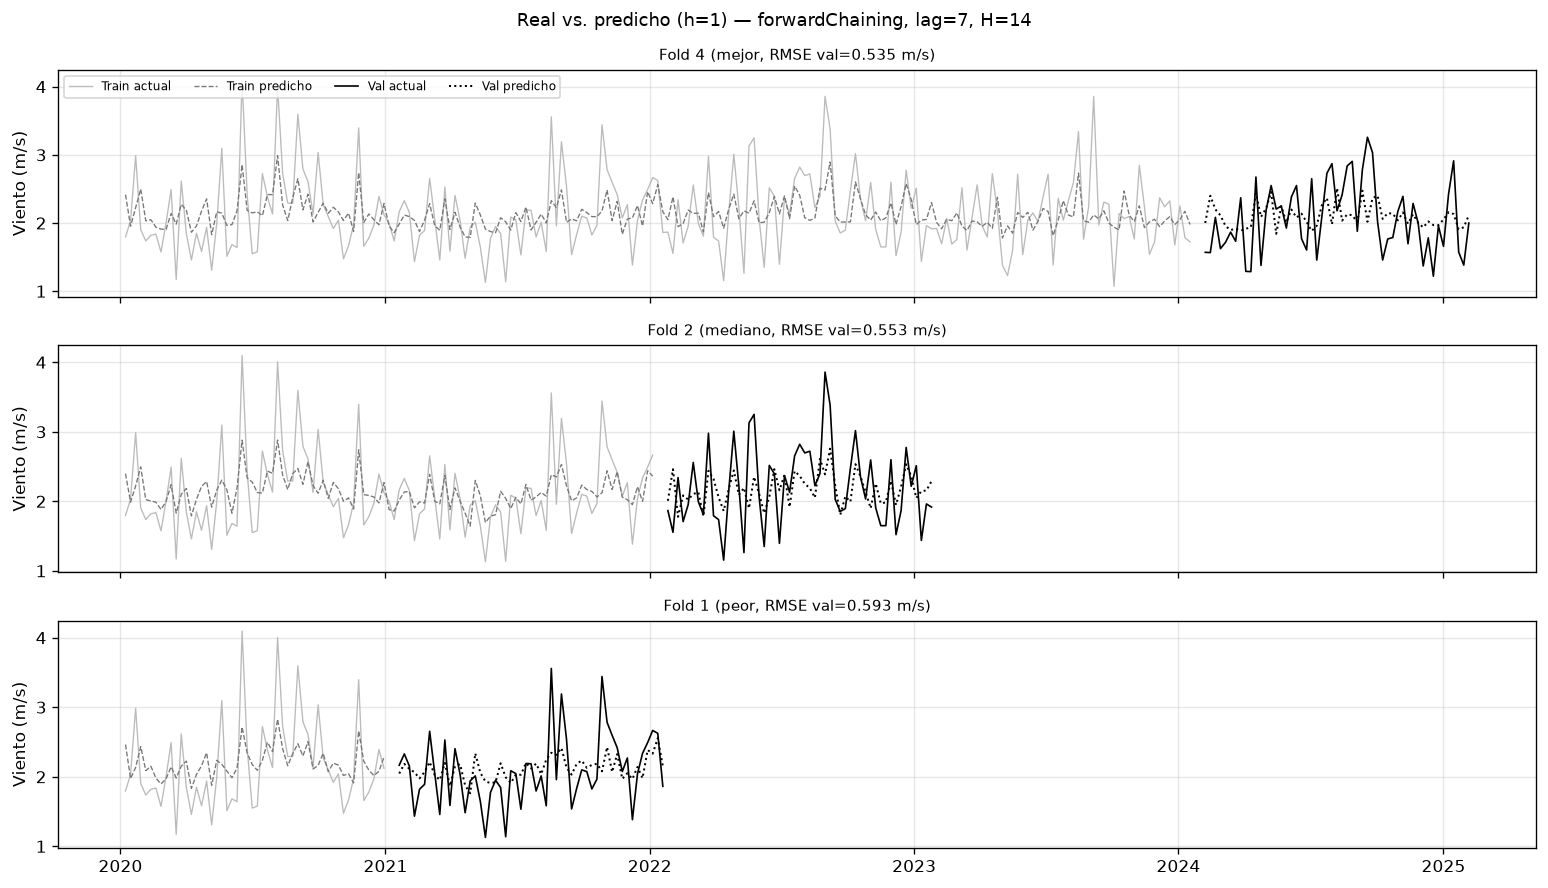 Real vs. predicho (h=1) — forwardChaining, lag=7, H=14
Fold 4 (mejor, RMSE val=0.535 m/s)
Train actual Train predicho Val actual Val predicho
Viento (m/s)
4
3
2
1
Fold 2 (mediano, RMSE val=0.553 m/s)
Viento (m/s)
4
3
2
1
Fold 1 (peor, RMSE val=0.593 m/s)
Viento (m/s)
4
3
2
1
2020 2021 2022 2023 2024 2025